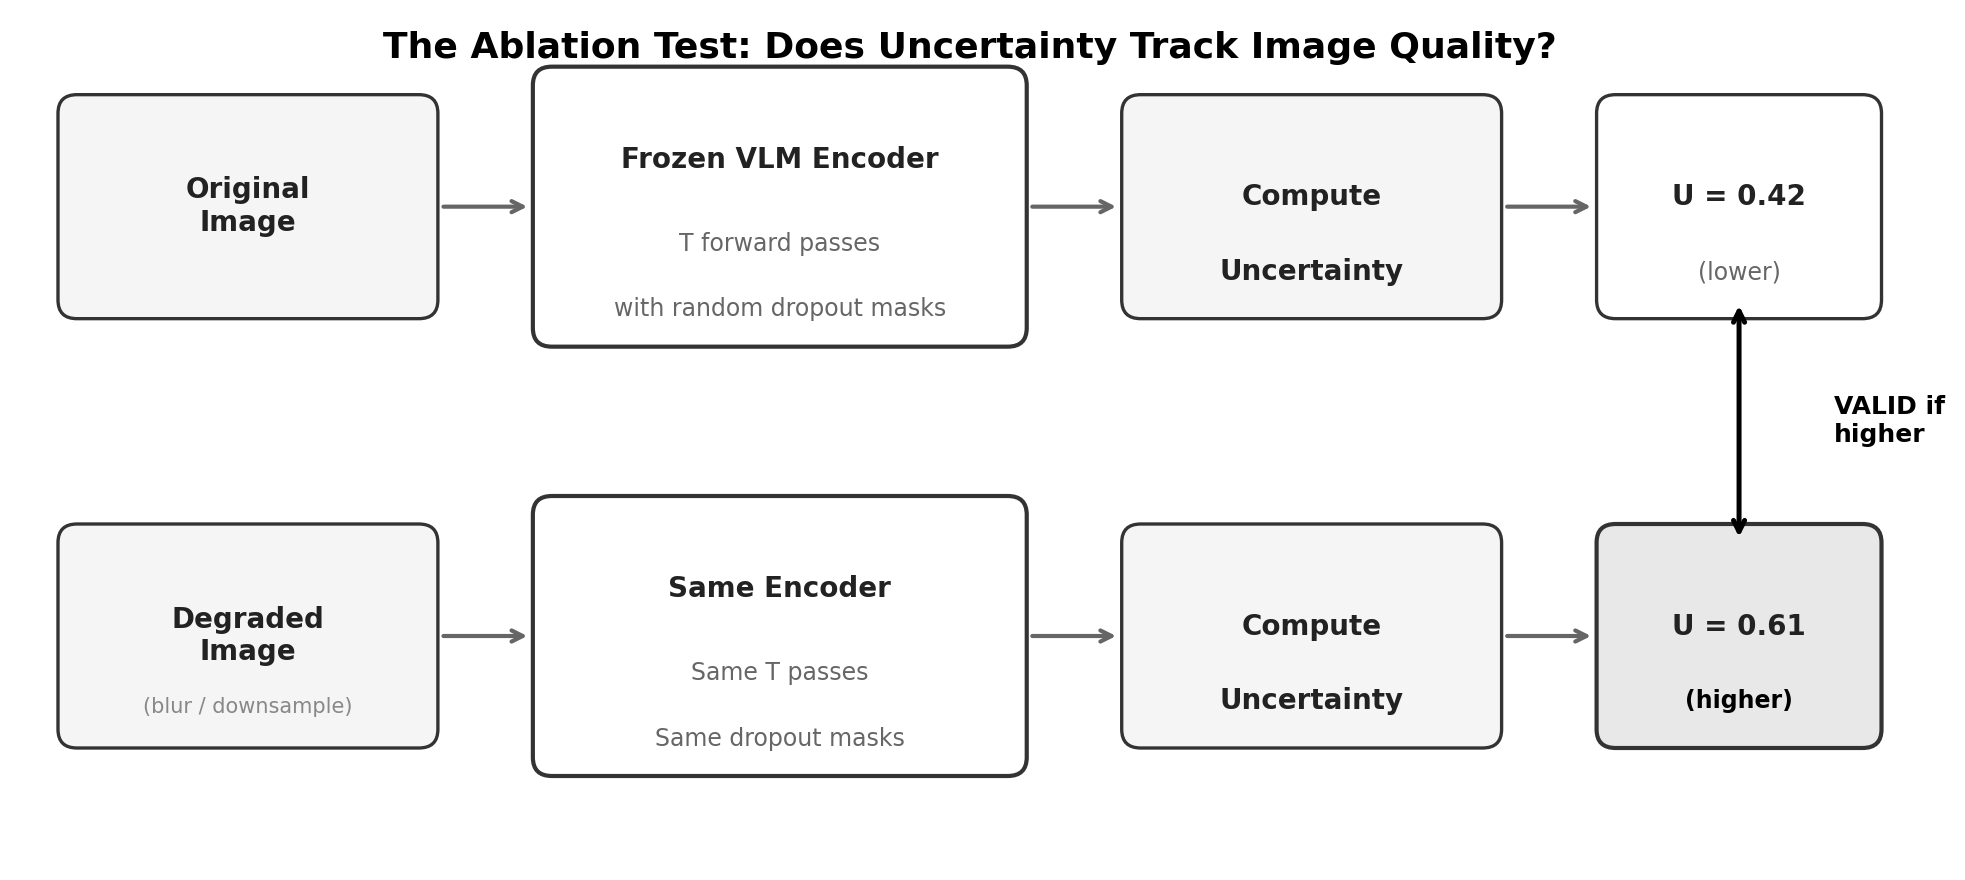 The Ablation Test: Does Uncertainty Track Image Quality?
Original
Image
Frozen VLM Encoder
T forward passes
with random dropout masks
Compute
Uncertainty
U = 0.42
(lower)
VALID if
higher
Degraded
Image
(blur / downsample)
Same Encoder
Same T passes
Same dropout masks
Compute
Uncertainty
U = 0.61
(higher)